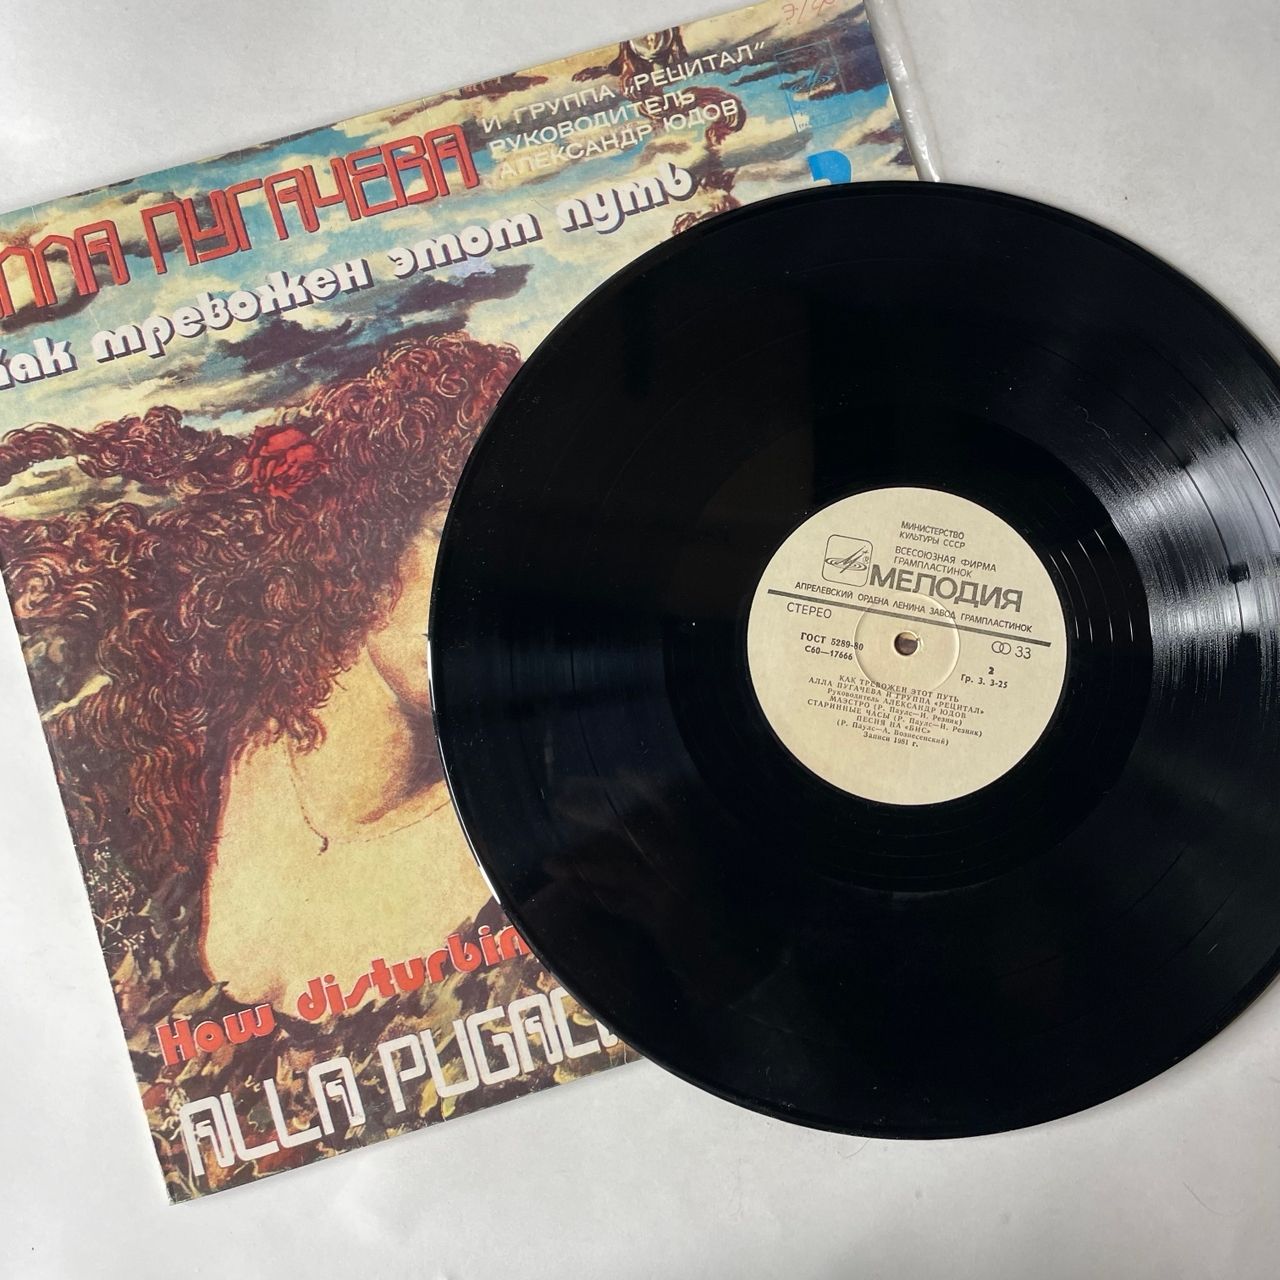 ЛЛА ПУГАЧЕВА
И ГРУППА „РЕЦИТАЛ“
РУКОВОДИТЕЛЬ
АЛЕКСАНДР ЮДОВ
Как тревожен этот путь
How disturbin
ALLA PUGAC
МИНИСТЕРСТВО
КУЛЬТУРЫ СССР
ВСЕСОЮЗНАЯ ФИРМА
ГРАМПЛАСТИНОК
МЕЛОДИЯ
АПРЕЛЕВСКИЙ ОРДЕНА ЛЕНИНА ЗАВОД ГРАМПЛАСТИНОК
СТЕРЕО
33
ГОСТ 5289-80
С60—17666
2
Гр. 3. 3-25
КАК ТРЕВОЖЕН ЭТОТ ПУТЬ
АЛЛА ПУГАЧЕВА И ГРУППА «РЕЦИТАЛ»
Руководитель АЛЕКСАНДР ЮДОВ
МАЭСТРО (Р. Паулс—И. Резник)
СТАРИННЫЕ ЧАСЫ (Р. Паулс—И. Резник)
ПЕСНЯ НА «БИС»
(Р. Паулс—А. Вознесенский)
Записи 1981 г.